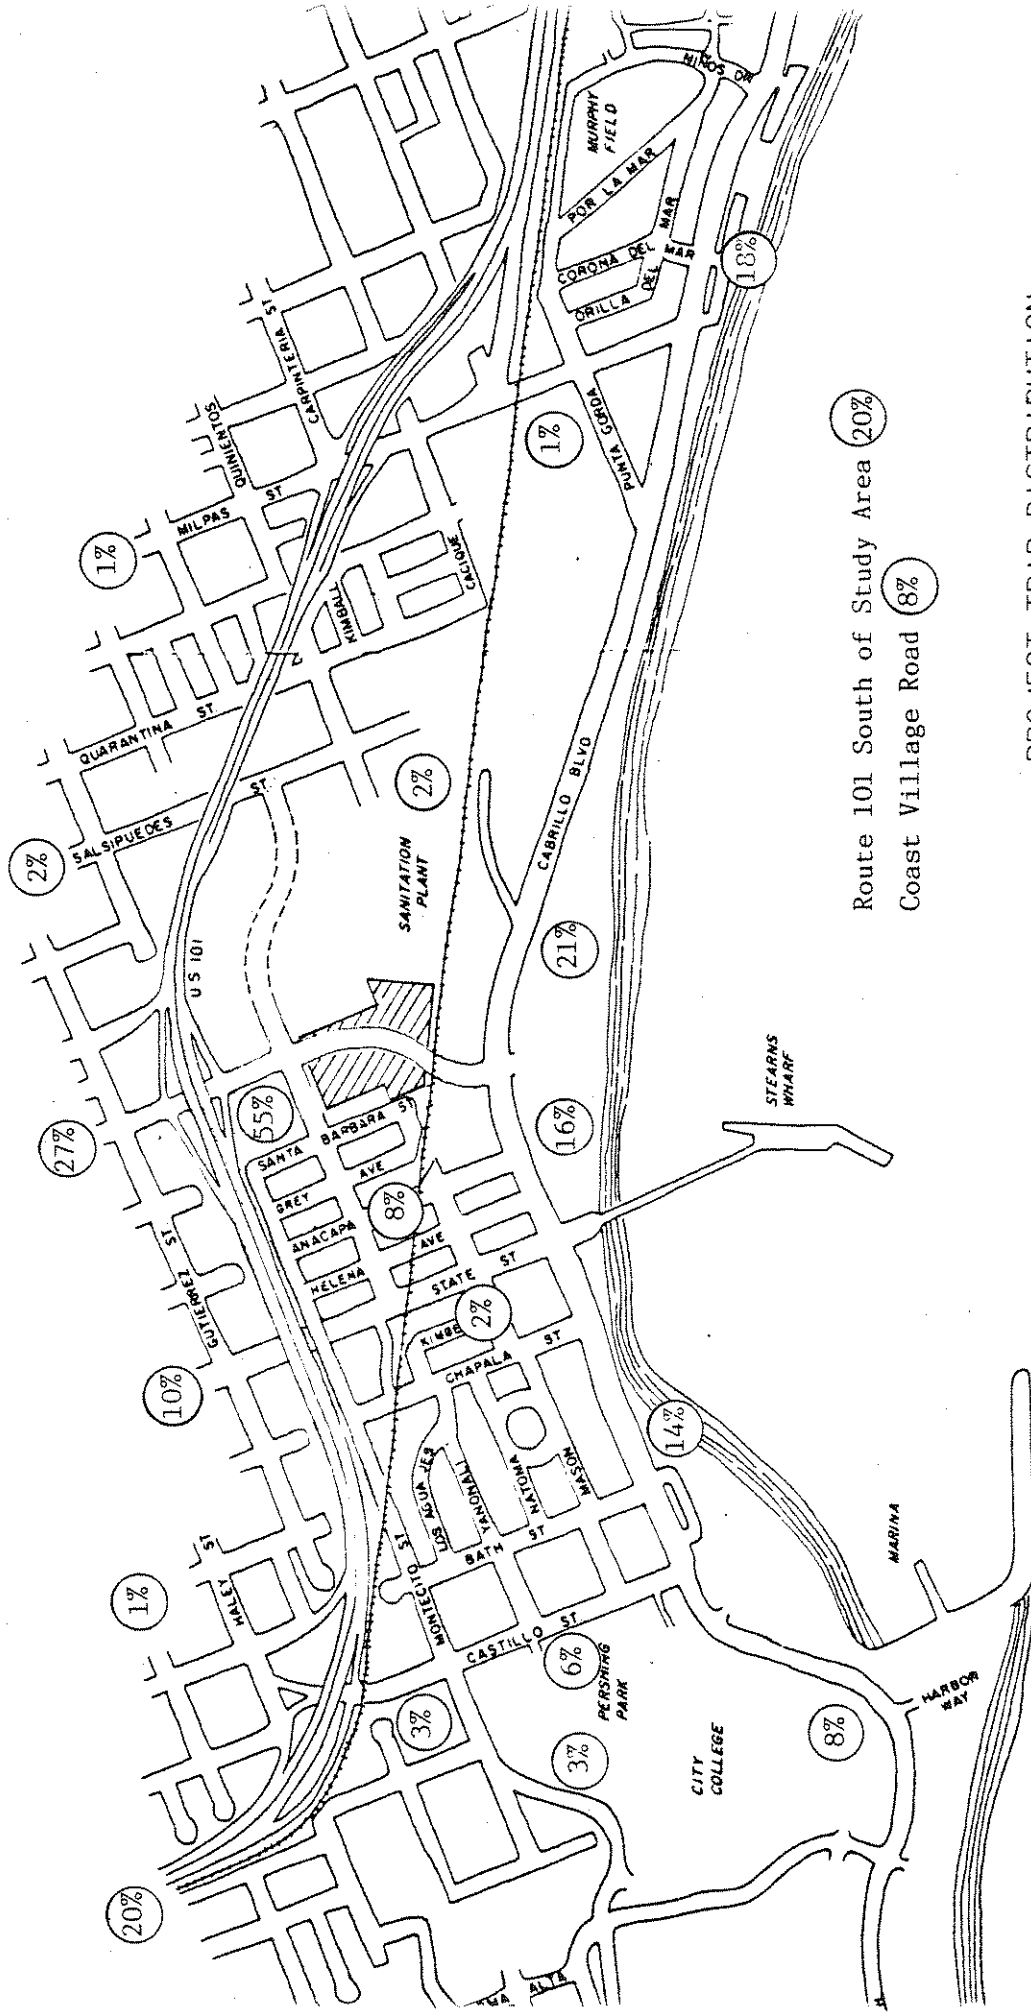 20%
1%
10%
27%
2%
1%
HALEY ST
GUTIERREZ ST
SALSIPUEDES ST.
QUARANTINA ST
MILPAS ST
QUINIENTOS
CARPINTERIA ST
US 101
KIMBALL
CACIQUE
55%
SANTA BARBARA ST
GREY AVE
ANACAPA
HELENA AVE
STATE ST
8%
2%
CHAPALA ST
SANITATION
PLANT
2%
1%
MURPHY
FIELD
POR LA MAR
CORONA DEL MAR
ORILLA DEL MAR
PUNTA GORDA
18%
3%
CASTILLO ST
MONTECITO ST
LOS AGUAJES
YANONALI
BATH ST
NATOMA
MASON
6%
PERSHING
PARK
3%
CITY
COLLEGE
8%
14%
16%
21%
CABRILLO BLVD
HARBOR
WAY
MARINA
STEARNS
WHARF
Route 101 South of Study Area 20%
Coast Village Road 8%
PROJECT TRAP DISTRIBUTION